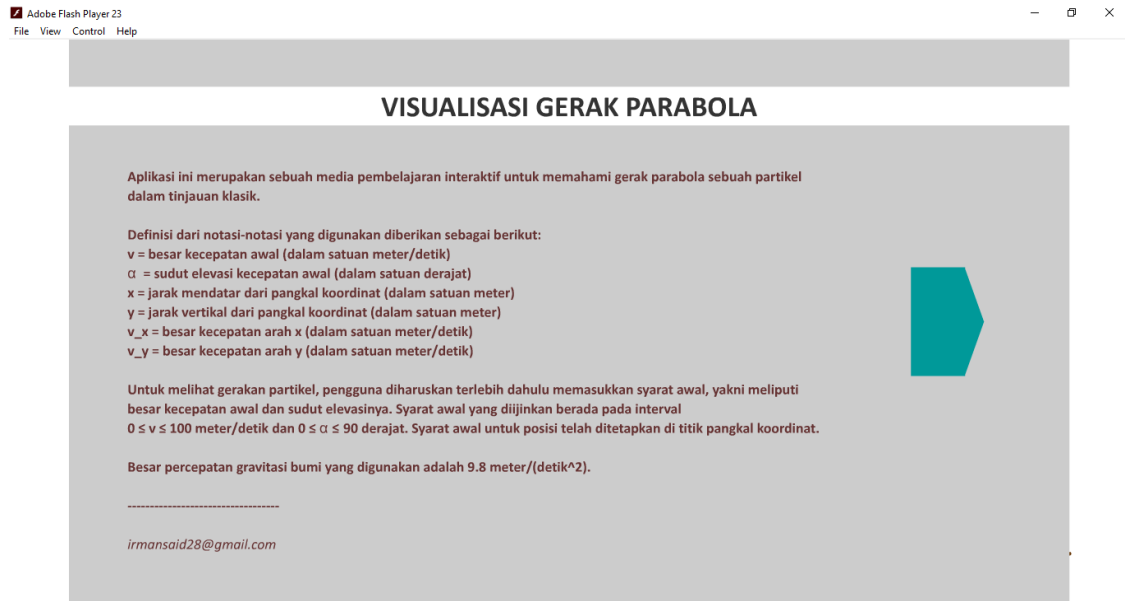 Adobe Flash Player 23
File View Control Help
VISUALISASI GERAK PARABOLA
Aplikasi ini merupakan sebuah media pembelajaran interaktif untuk memahami gerak parabola sebuah partikel
dalam tinjauan klasik.
Definisi dari notasi-notasi yang digunakan diberikan sebagai berikut:
v = besar kecepatan awal (dalam satuan meter/detik)
α = sudut elevasi kecepatan awal (dalam satuan derajat)
x = jarak mendatar dari pangkal koordinat (dalam satuan meter)
y = jarak vertikal dari pangkal koordinat (dalam satuan meter)
v_x = besar kecepatan arah x (dalam satuan meter/detik)
v_y = besar kecepatan arah y (dalam satuan meter/detik)
Untuk melihat gerakan partikel, pengguna diharuskan terlebih dahulu memasukkan syarat awal, yakni meliputi
besar kecepatan awal dan sudut elevasinya. Syarat awal yang diijinkan berada pada interval
0 ≤ v ≤ 100 meter/detik dan 0 ≤ α ≤ 90 derajat. Syarat awal untuk posisi telah ditetapkan di titik pangkal koordinat.
Besar percepatan gravitasi bumi yang digunakan adalah 9.8 meter/(detik^2).
----------------------------------
irmansaid28@gmail.com